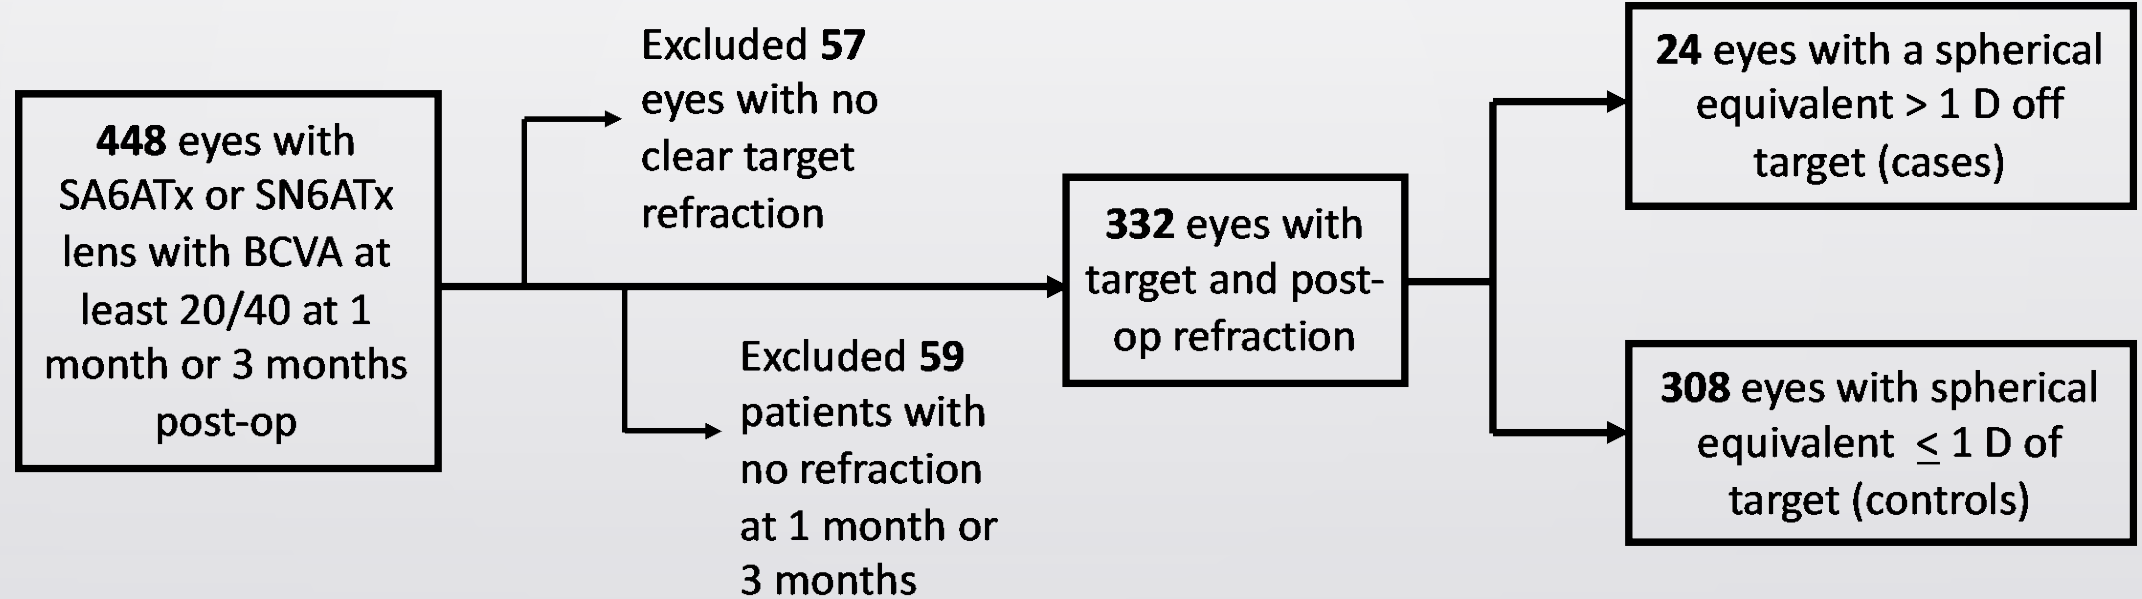 448 eyes with
SA6ATx or SN6ATx
lens with BCVA at
least 20/40 at 1
month or 3 months
post-op
Excluded 57
eyes with no
clear target
refraction
Excluded 59
patients with
no refraction
at 1 month or
3 months
332 eyes with
target and post-
op refraction
24 eyes with a spherical
equivalent > 1 D off
target (cases)
308 eyes with spherical
equivalent ≤ 1 D of
target (controls)